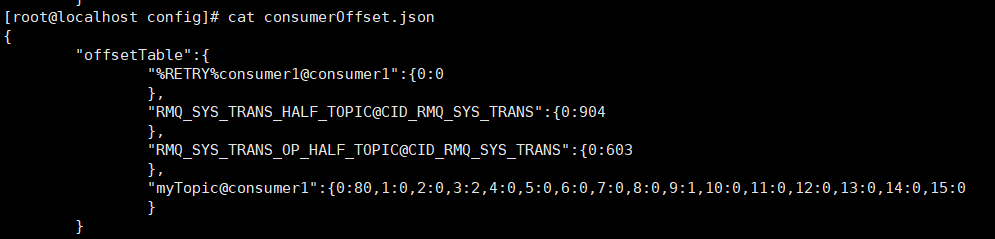 [root@localhost config]# cat consumerOffset.json
{
"offsetTable":{
"%RETRY%consumer1@consumer1":{0:0
},
"RMQ_SYS_TRANS_HALF_TOPIC@CID_RMQ_SYS_TRANS":{0:904
},
"RMQ_SYS_TRANS_OP_HALF_TOPIC@CID_RMQ_SYS_TRANS":{0:603
},
"myTopic@consumer1":{0:80,1:0,2:0,3:2,4:0,5:0,6:0,7:0,8:0,9:1,10:0,11:0,12:0,13:0,14:0,15:0
}
}